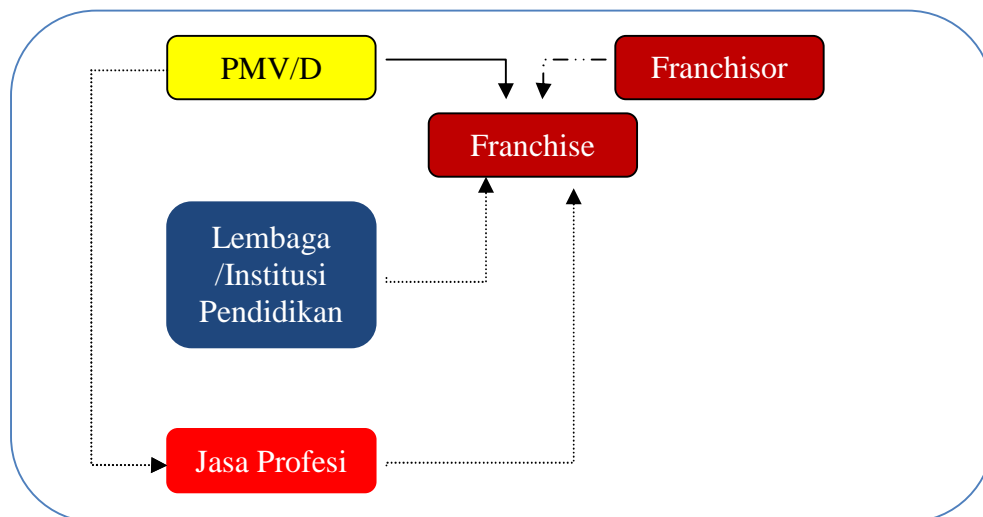 PMV/D
Franchisor
Franchise
Lembaga
/Institusi
Pendidikan
Jasa Profesi